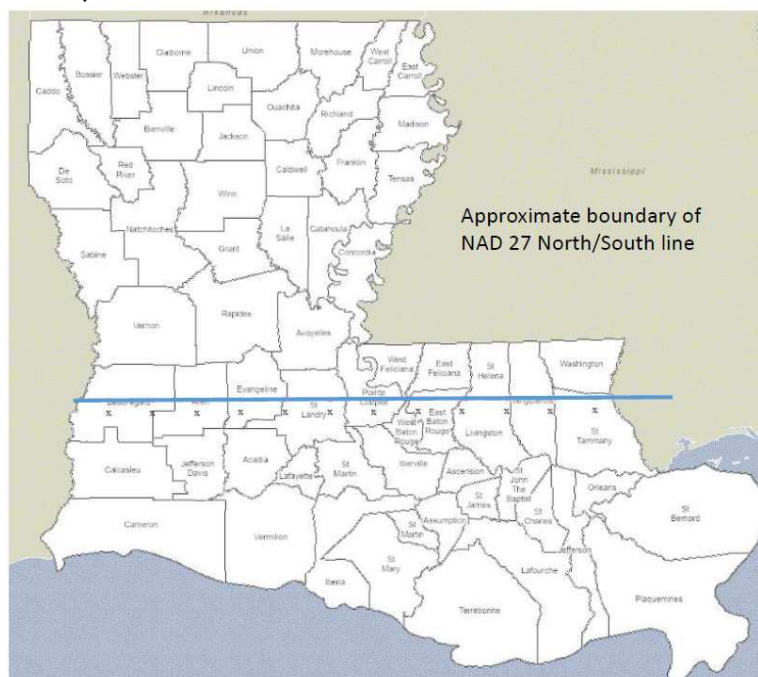 Arkansas
Claiborne
Union
Morehouse
West
Carroll
East
Carroll
Caddo
Bossier
Webster
Lincoln
Ouachita
Richland
Madison
Bienville
Jackson
De
Soto
Red
River
Caldwell
Franklin
Tensas
Mississippi
Winn
Natchitoches
La
Salle
Catahoula
Approximate boundary of
NAD 27 North/South line
Sabine
Grant
Concordia
Vernon
Rapides
Avoyelles
West
Feliciana
East
Feliciana
St
Helena
Washington
Evangeline
Pointe
Coupee
Beauregard
Allen
Tangipahoa
x x x x x x x x x x x x
St
Landry
West
Baton
Rouge
East
Baton
Rouge
Livingston
St
Tammany
Calcasieu
Jefferson
Davis
Acadia
Lafayette
St
Martin
Iberville
Ascension
St
John
The
Baptist
St
James
Orleans
St
Charles
St
Bernard
Cameron
Vermilion
St
Martin
Assumption
Jefferson
Iberia
St
Mary
Lafourche
Terrebonne
Plaquemines